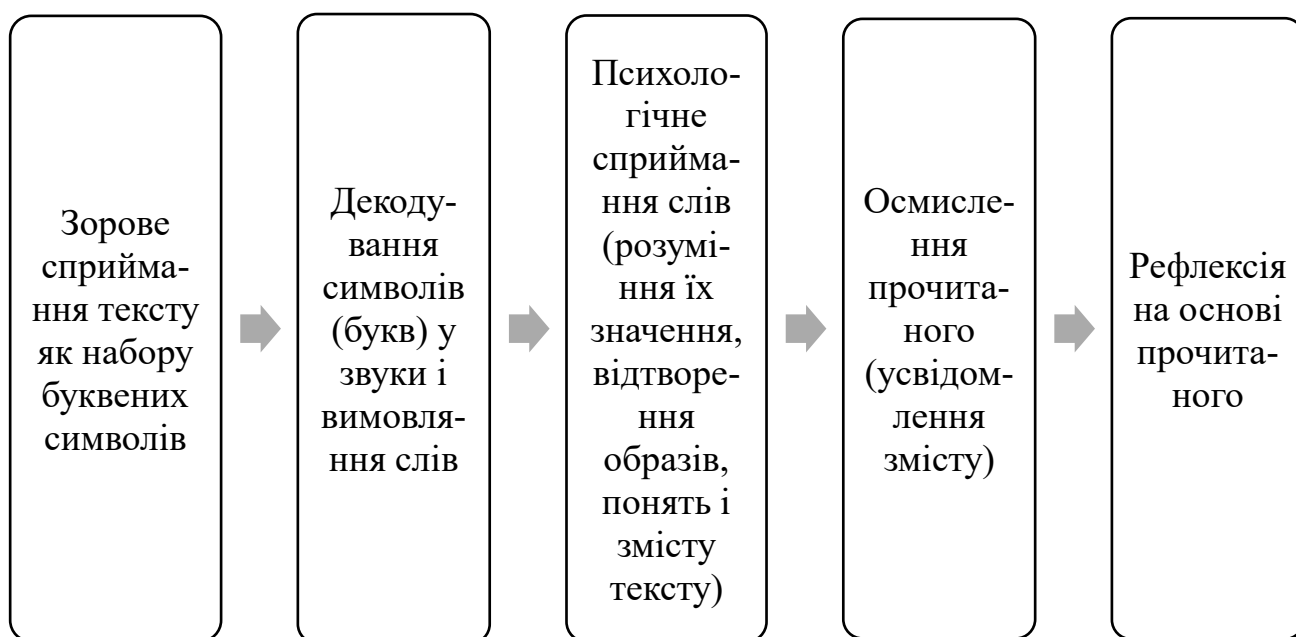 Зорове
сприйма-
ння тексту
як набору
буквених
символів
Декоду-
вання
символів
(букв) у
звуки і
вимовля-
ння слів
Психоло-
гічне
сприйма-
ння слів
(розумі-
ння їх
значення,
відтворе-
ння
образів,
понять і
змісту
тексту)
Осмисле-
ння
прочита-
ного
(усвідом-
лення
змісту)
Рефлексія
на основі
прочита-
ного